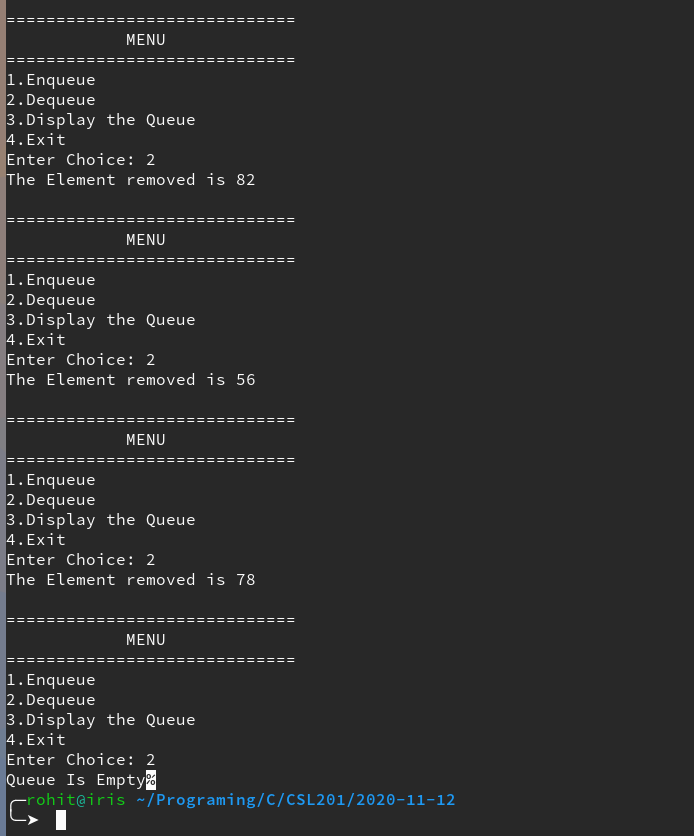 =============================
MENU
=============================
1.Enqueue
2.Dequeue
3.Display the Queue
4.Exit
Enter Choice: 2
The Element removed is 82
=============================
MENU
=============================
1.Enqueue
2.Dequeue
3.Display the Queue
4.Exit
Enter Choice: 2
The Element removed is 56
=============================
MENU
=============================
1.Enqueue
2.Dequeue
3.Display the Queue
4.Exit
Enter Choice: 2
The Element removed is 78
=============================
MENU
=============================
1.Enqueue
2.Dequeue
3.Display the Queue
4.Exit
Enter Choice: 2
Queue Is Empty%
rohit@iris ~/Programing/C/CSL201/2020-11-12